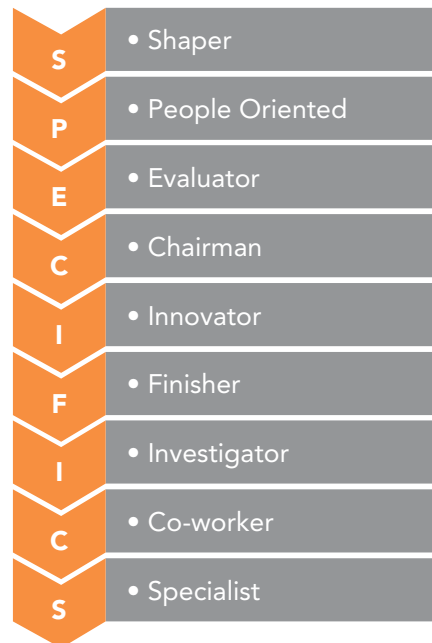 S • Shaper
P • People Oriented
E • Evaluator
C • Chairman
I • Innovator
F • Finisher
I • Investigator
C • Co-worker
S • Specialist